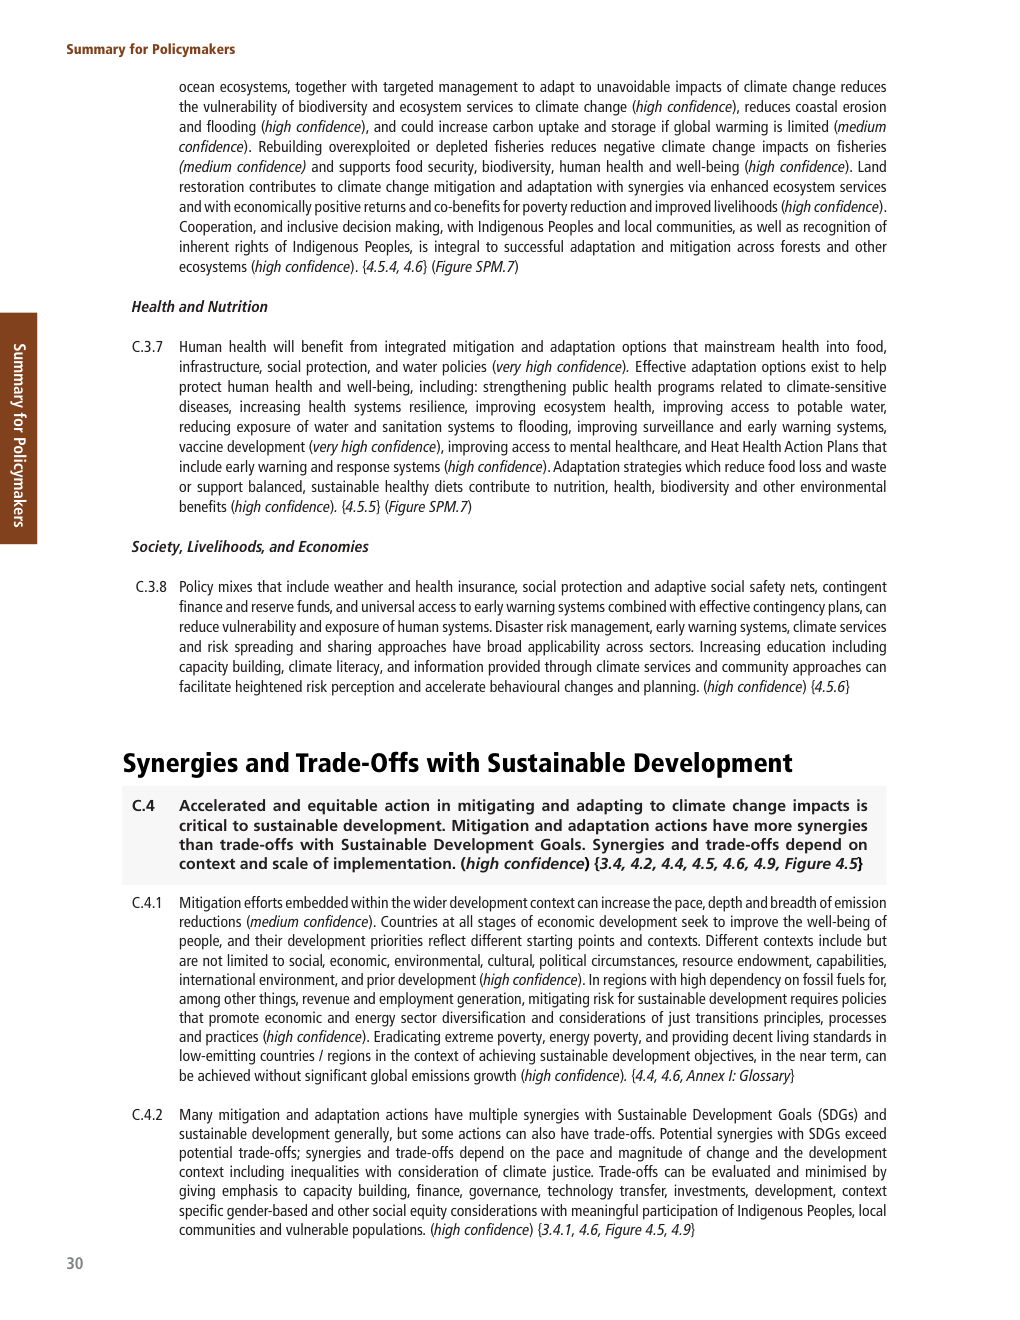 Summary for Policymakers
ocean ecosystems, together with targeted management to adapt to unavoidable impacts of climate change reduces
the vulnerability of biodiversity and ecosystem services to climate change (high confidence), reduces coastal erosion
and flooding (high confidence), and could increase carbon uptake and storage if global warming is limited (medium
confidence). Rebuilding overexploited or depleted fisheries reduces negative climate change impacts on fisheries
(medium confidence) and supports food security, biodiversity, human health and well-being (high confidence). Land
restoration contributes to climate change mitigation and adaptation with synergies via enhanced ecosystem services
and with economically positive returns and co-benefits for poverty reduction and improved livelihoods (high confidence).
Cooperation, and inclusive decision making, with Indigenous Peoples and local communities, as well as recognition of
inherent rights of Indigenous Peoples, is integral to successful adaptation and mitigation across forests and other
ecosystems (high confidence). {4.5.4, 4.6} (Figure SPM.7)
Health and Nutrition
C.3.7 Human health will benefit from integrated mitigation and adaptation options that mainstream health into food,
infrastructure, social protection, and water policies (very high confidence). Effective adaptation options exist to help
protect human health and well-being, including: strengthening public health programs related to climate-sensitive
diseases, increasing health systems resilience, improving ecosystem health, improving access to potable water,
reducing exposure of water and sanitation systems to flooding, improving surveillance and early warning systems,
vaccine development (very high confidence), improving access to mental healthcare, and Heat Health Action Plans that
include early warning and response systems (high confidence). Adaptation strategies which reduce food loss and waste
or support balanced, sustainable healthy diets contribute to nutrition, health, biodiversity and other environmental
benefits (high confidence). {4.5.5} (Figure SPM.7)
Summary for Policymakers
Society, Livelihoods, and Economies
C.3.8 Policy mixes that include weather and health insurance, social protection and adaptive social safety nets, contingent
finance and reserve funds, and universal access to early warning systems combined with effective contingency plans, can
reduce vulnerability and exposure of human systems. Disaster risk management, early warning systems, climate services
and risk spreading and sharing approaches have broad applicability across sectors. Increasing education including
capacity building, climate literacy, and information provided through climate services and community approaches can
facilitate heightened risk perception and accelerate behavioural changes and planning. (high confidence) {4.5.6}
Synergies and Trade-Offs with Sustainable Development
C.4 Accelerated and equitable action in mitigating and adapting to climate change impacts is
critical to sustainable development. Mitigation and adaptation actions have more synergies
than trade-offs with Sustainable Development Goals. Synergies and trade-offs depend on
context and scale of implementation. (high confidence) {3.4, 4.2, 4.4, 4.5, 4.6, 4.9, Figure 4.5}
C.4.1 Mitigation efforts embedded within the wider development context can increase the pace, depth and breadth of emission
reductions (medium confidence). Countries at all stages of economic development seek to improve the well-being of
people, and their development priorities reflect different starting points and contexts. Different contexts include but
are not limited to social, economic, environmental, cultural, political circumstances, resource endowment, capabilities,
international environment, and prior development (high confidence). In regions with high dependency on fossil fuels for,
among other things, revenue and employment generation, mitigating risk for sustainable development requires policies
that promote economic and energy sector diversification and considerations of just transitions principles, processes
and practices (high confidence). Eradicating extreme poverty, energy poverty, and providing decent living standards in
low-emitting countries / regions in the context of achieving sustainable development objectives, in the near term, can
be achieved without significant global emissions growth (high confidence). {4.4, 4.6, Annex I: Glossary}
C.4.2 Many mitigation and adaptation actions have multiple synergies with Sustainable Development Goals (SDGs) and
sustainable development generally, but some actions can also have trade-offs. Potential synergies with SDGs exceed
potential trade-offs; synergies and trade-offs depend on the pace and magnitude of change and the development
context including inequalities with consideration of climate justice. Trade-offs can be evaluated and minimised by
giving emphasis to capacity building, finance, governance, technology transfer, investments, development, context
specific gender-based and other social equity considerations with meaningful participation of Indigenous Peoples, local
communities and vulnerable populations. (high confidence) {3.4.1, 4.6, Figure 4.5, 4.9}
30